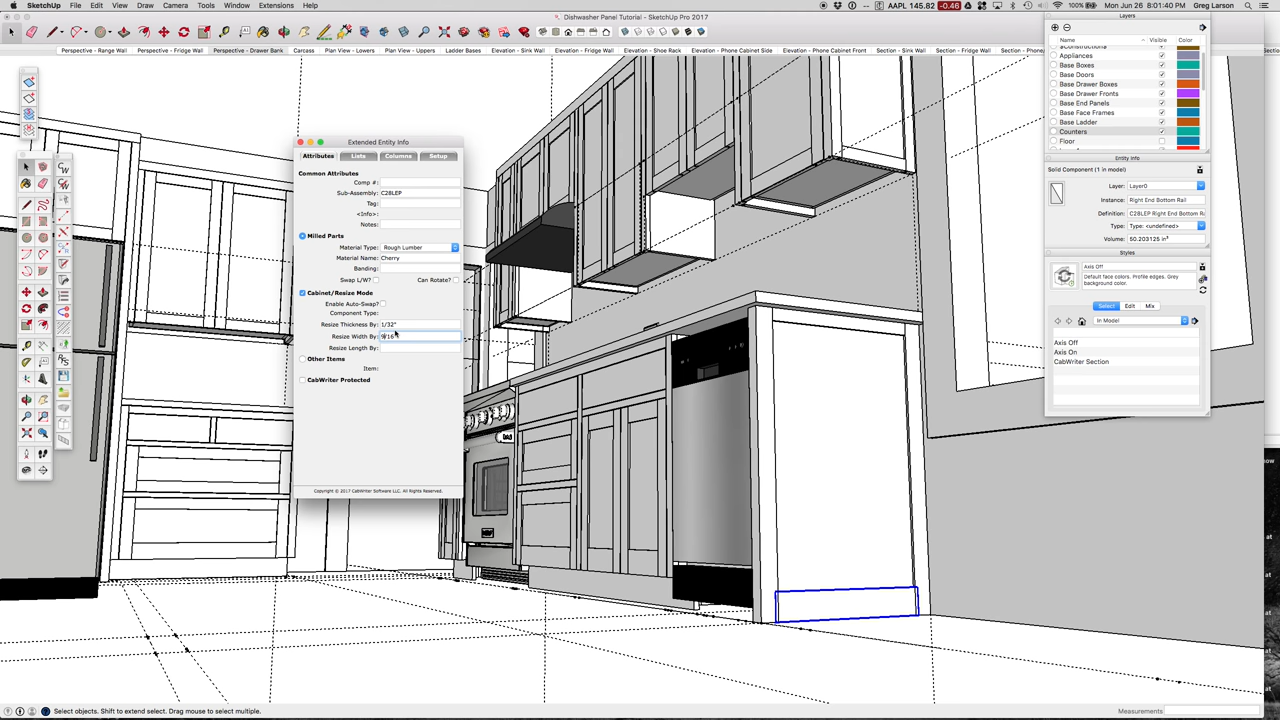 SketchUp File Edit View Draw Camera Tools Window Extensions Help AAPL 145.82 -0.46 100% Mon Jun 26 8:01:40 PM Greg Larson
Dishwasher Panel Tutorial - SketchUp Pro 2017
Perspective - Range Wall Perspective - Fridge Wall Perspective - Drawer Bank Carcass Plan View - Lowers Plan View - Uppers Ladder Bases Elevation - Sink Wall Elevation - Fridge Wall Elevation - Shoe Rack Elevation - Phone Cabinet Side Elevation - Phone Cabinet Front Section - Sink Wall Section - Fridge Wall
Layers
Name Visible Color
Appliances
Base Boxes
Base Doors
Base Drawer Boxes
Base Drawer Fronts
Base End Panels
Base Face Frames
Base Ladder
Counters
Floor
Entity Info
Solid Component (1 in model)
Layer: Layer0
Instance: Right End Bottom Rail
Definition: C28LEP Right End Bottom Ra
Type: Type: <undefined>
Volume: 50.203125 in³
Styles
Axis Off
Default face colors. Profile edges. Grey background color.
Select Edit Mix
In Model
Axis Off
Axis On
CabWriter Section
Extended Entity Info
Attributes Lists Columns Setup
Common Attributes
Comp #:
Sub-Assembly: C28LEP
Tag:
<Info>:
Notes:
Milled Parts
Material Type: Rough Lumber
Material Name: Cherry
Banding:
Swap L/W? Can Rotate?
Cabinet/Resize Mode
Enable Auto-Swap?
Component Type:
Resize Thickness By: 1/32"
Resize Width By: 9/16"
Resize Length By:
Other Items
Item:
CabWriter Protected
Copyright © 2017 CabWriter Software LLC. All Rights Reserved.
Select objects. Shift to extend select. Drag mouse to select multiple.
Measurements